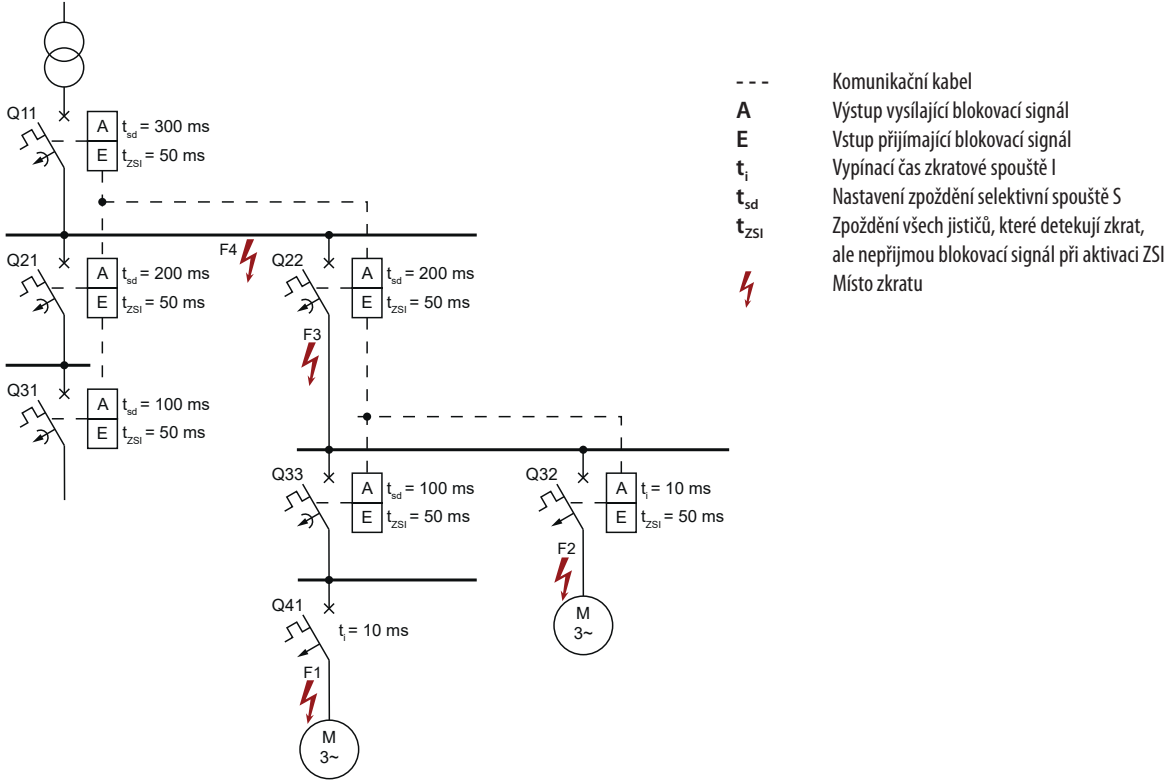 Q11
A
t_sd = 300 ms
E
t_ZSI = 50 ms
F4
Q21
A
t_sd = 200 ms
E
t_ZSI = 50 ms
Q22
A
t_sd = 200 ms
E
t_ZSI = 50 ms
F3
Q31
A
t_sd = 100 ms
E
t_ZSI = 50 ms
Q33
A
t_sd = 100 ms
E
t_ZSI = 50 ms
Q32
A
t_i = 10 ms
E
t_ZSI = 50 ms
F2
M
3~
Q41
t_i = 10 ms
F1
M
3~
--- Komunikační kabel
A Výstup vysílající blokovací signál
E Vstup přijímající blokovací signál
t_i Vypínací čas zkratové spouště I
t_sd Nastavení zpoždění selektivní spouště S
t_ZSI Zpoždění všech jističů, které detekují zkrat,
ale nepřijmou blokovací signál při aktivaci ZSI
Místo zkratu